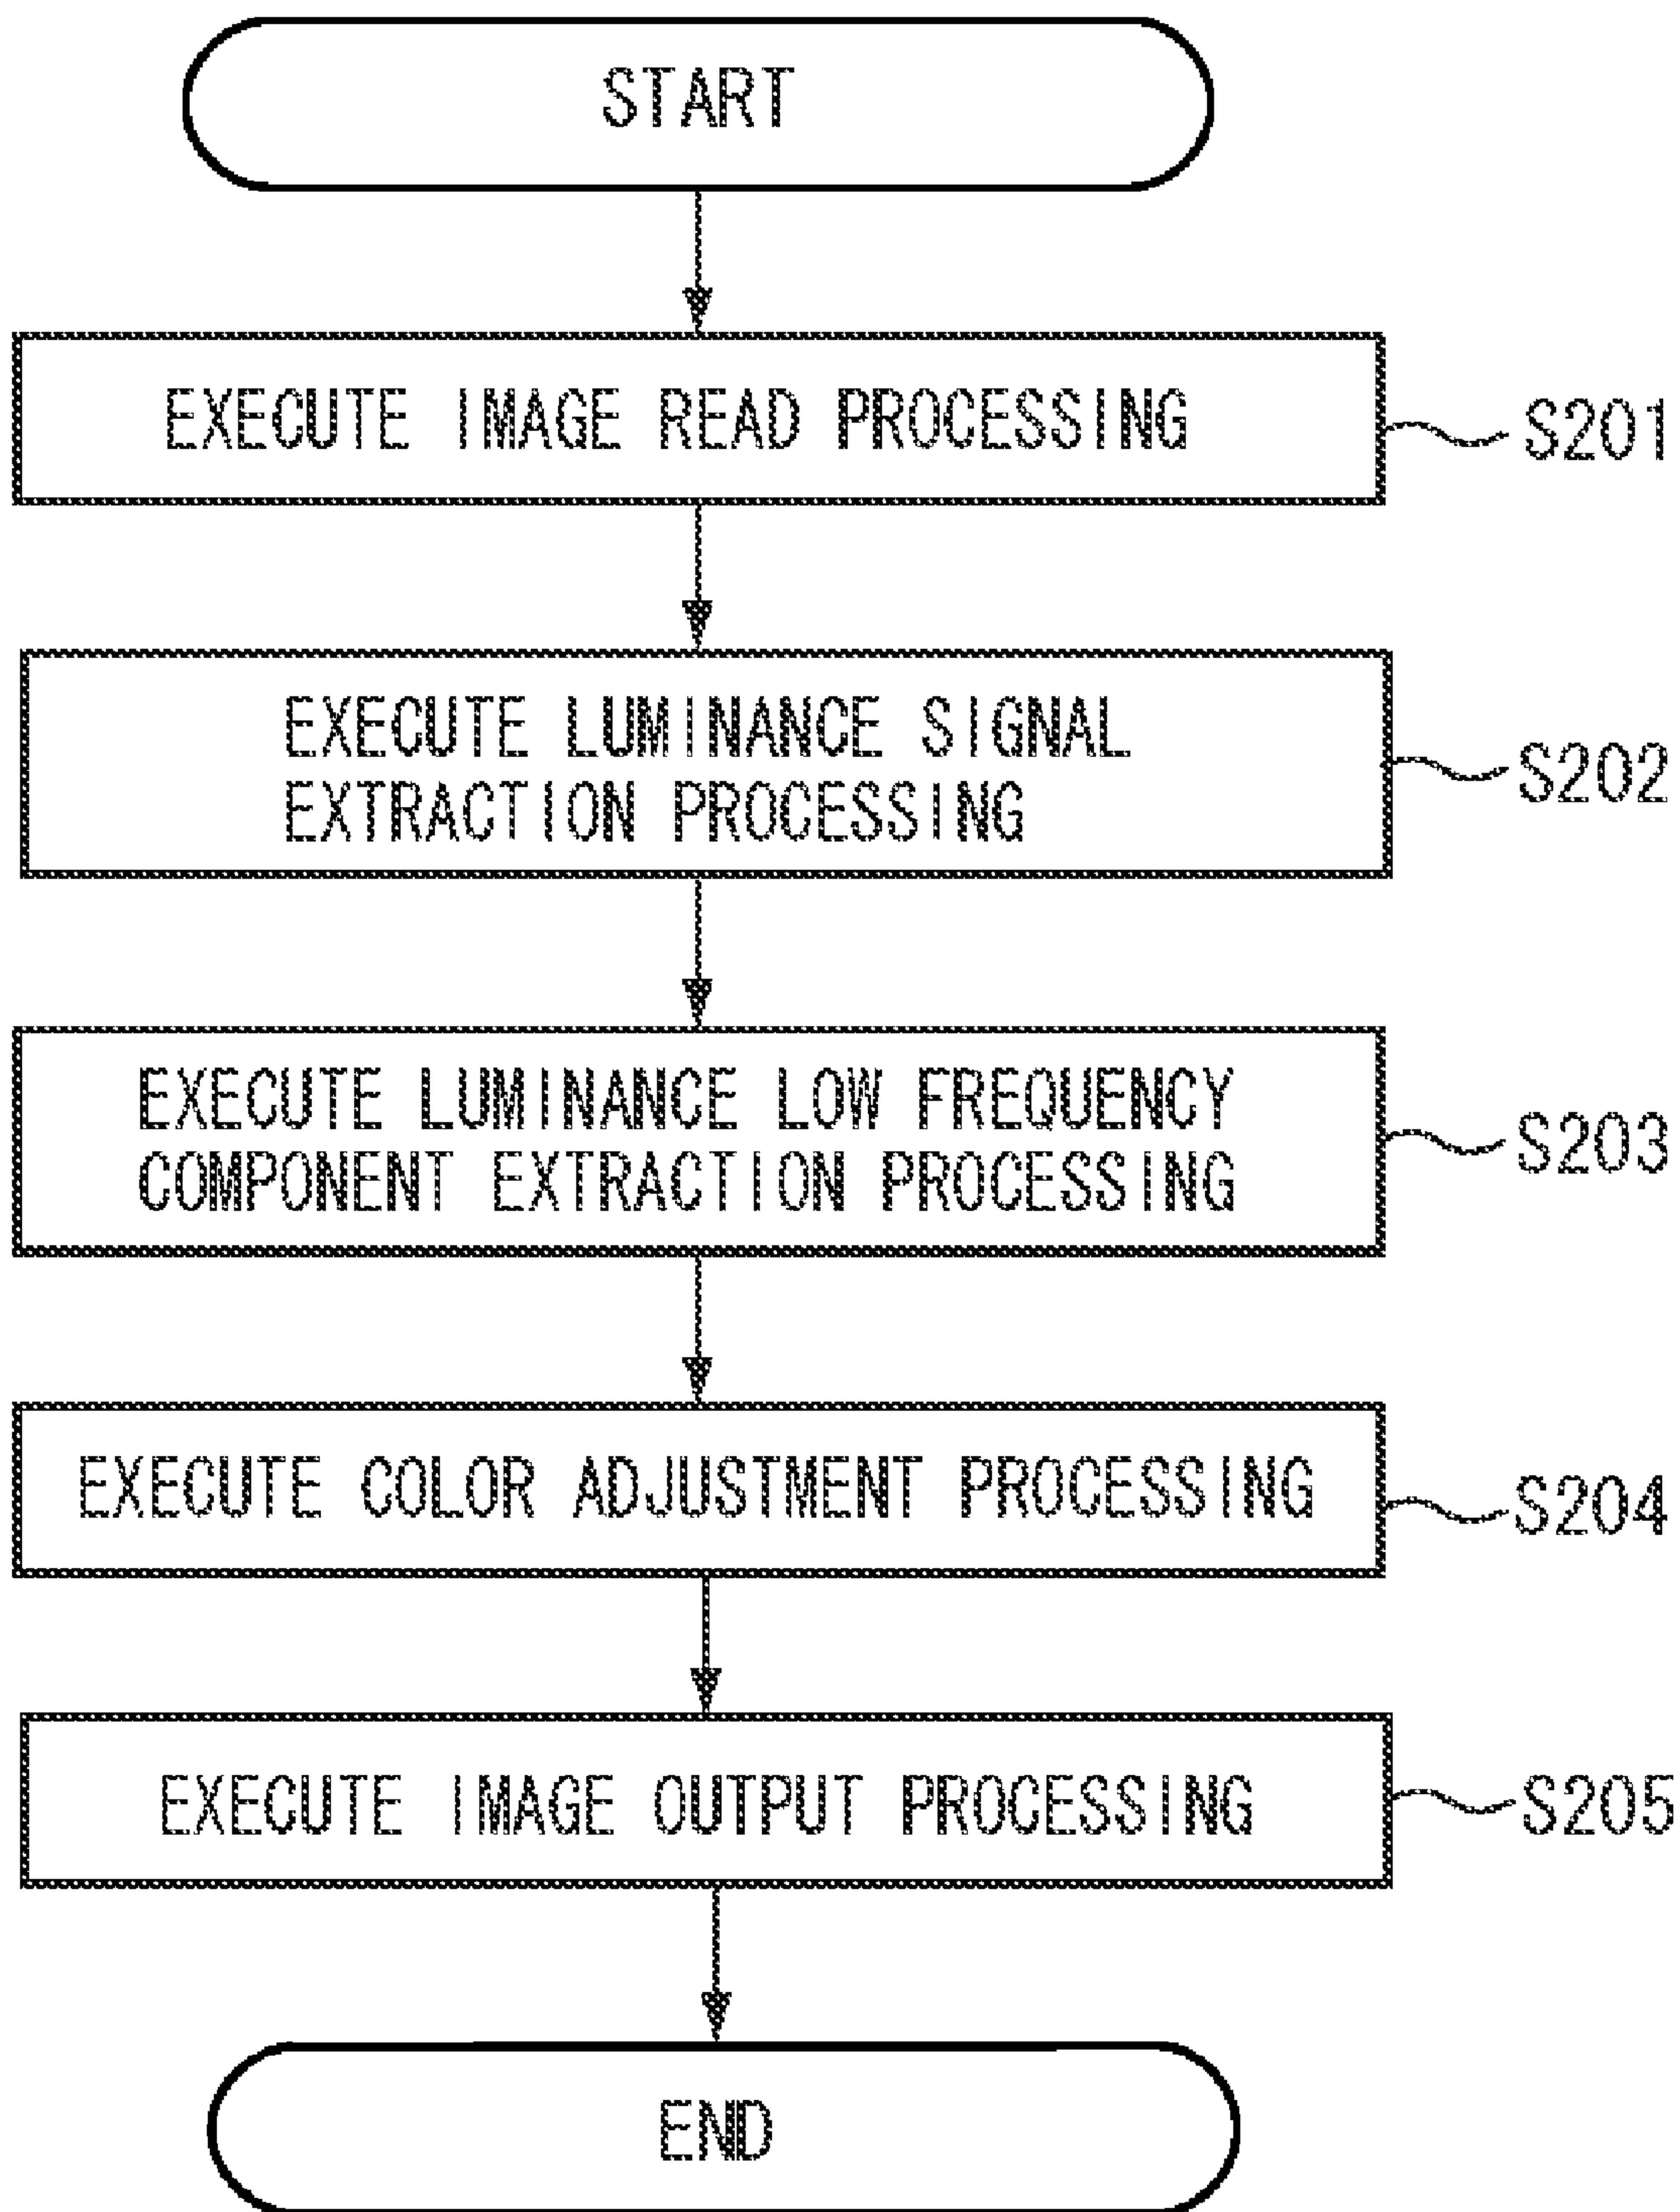 START
EXECUTE IMAGE READ PROCESSING
S201
EXECUTE LUMINANCE SIGNAL
EXTRACTION PROCESSING
S202
EXECUTE LUMINANCE LOW FREQUENCY
COMPONENT EXTRACTION PROCESSING
S203
EXECUTE COLOR ADJUSTMENT PROCESSING
S204
EXECUTE IMAGE OUTPUT PROCESSING
S205
END